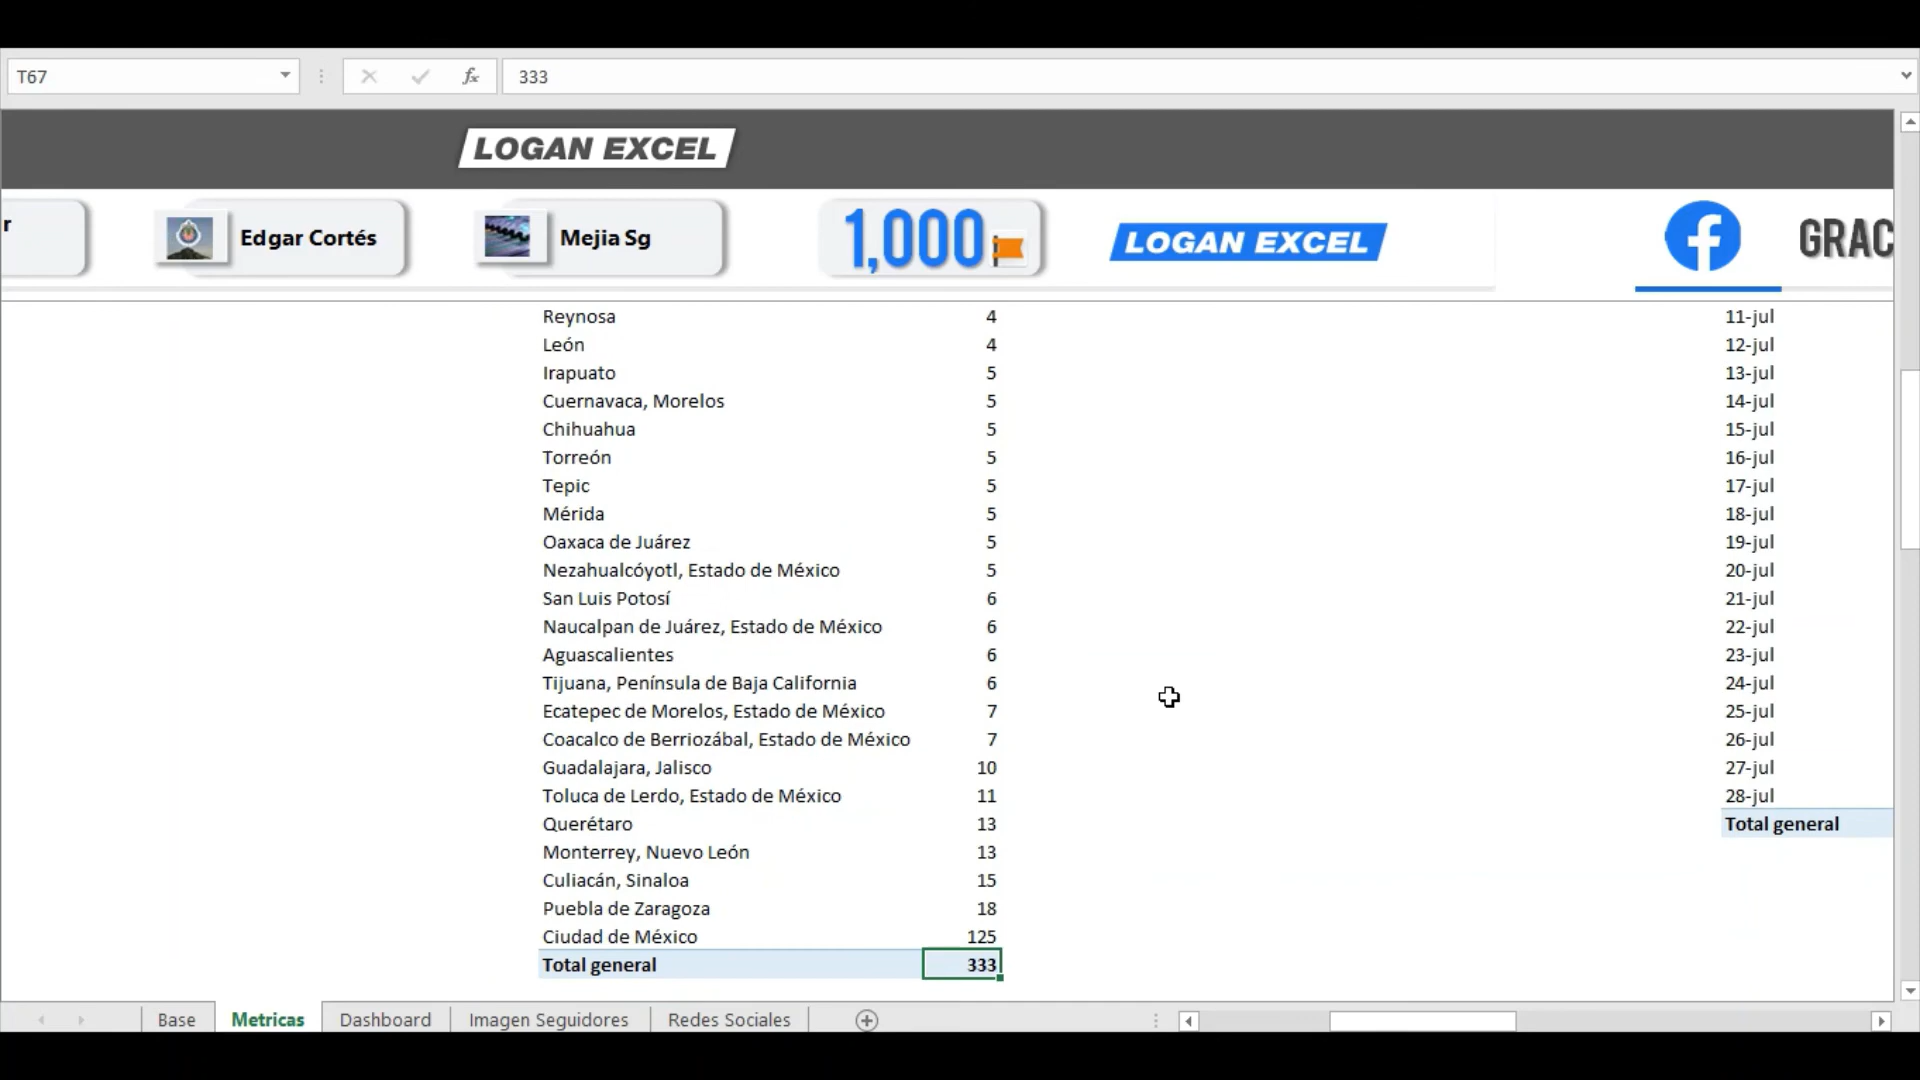 T67
fx
333
LOGAN EXCEL
r
Edgar Cortés
Mejia Sg
1,000
LOGAN EXCEL
f
GRAC
Reynosa 4
León 4
Irapuato 5
Cuernavaca, Morelos 5
Chihuahua 5
Torreón 5
Tepic 5
Mérida 5
Oaxaca de Juárez 5
Nezahualcóyotl, Estado de México 5
San Luis Potosí 6
Naucalpan de Juárez, Estado de México 6
Aguascalientes 6
Tijuana, Península de Baja California 6
Ecatepec de Morelos, Estado de México 7
Coacalco de Berriozábal, Estado de México 7
Guadalajara, Jalisco 10
Toluca de Lerdo, Estado de México 11
Querétaro 13
Monterrey, Nuevo León 13
Culiacán, Sinaloa 15
Puebla de Zaragoza 18
Ciudad de México 125
Total general 333
11-jul
12-jul
13-jul
14-jul
15-jul
16-jul
17-jul
18-jul
19-jul
20-jul
21-jul
22-jul
23-jul
24-jul
25-jul
26-jul
27-jul
28-jul
Total general
Base
Metricas
Dashboard
Imagen Seguidores
Redes Sociales